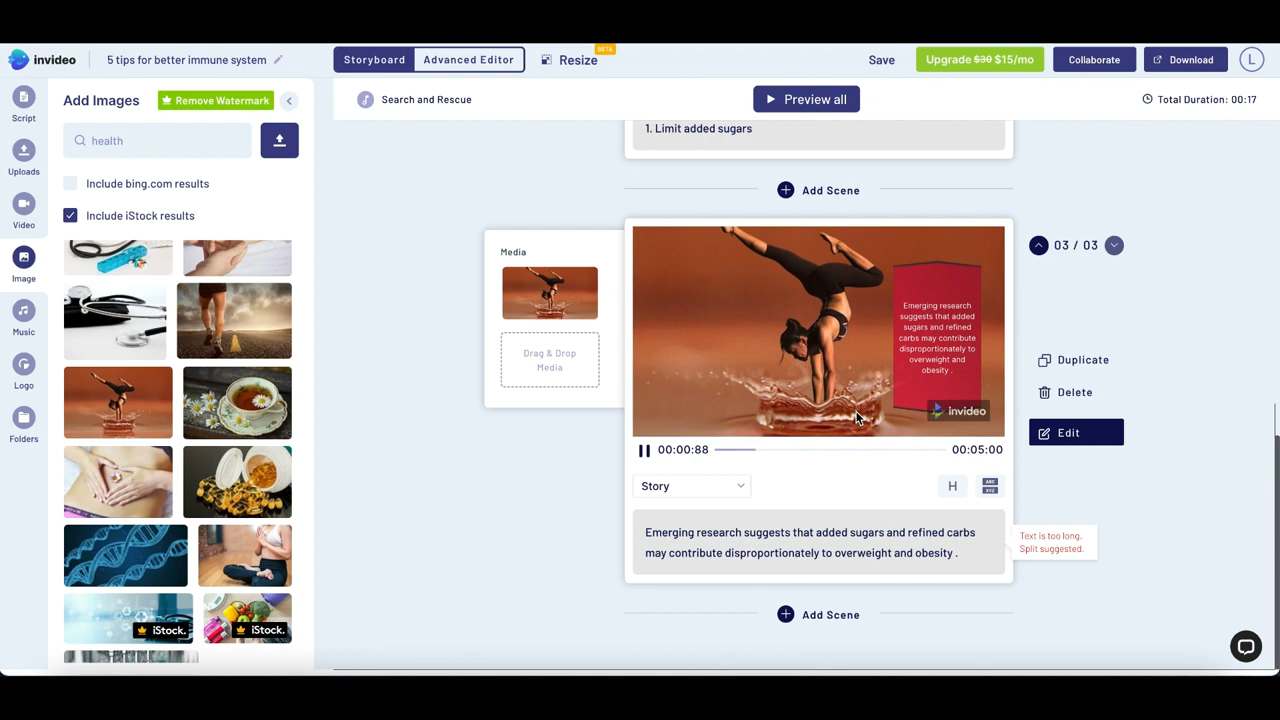 invideo
5 tips for better immune system
Storyboard
Advanced Editor
Resize
BETA
Save
Upgrade $30 $15/mo
Collaborate
Download
L
Script
Uploads
Video
Image
Music
Logo
Folders
Add Images
Remove Watermark
health
Include bing.com results
Include iStock results
iStock.
iStock.
Search and Rescue
Preview all
Total Duration: 00:17
1. Limit added sugars
Add Scene
Media
Drag & Drop
Media
Emerging research
suggests that added
sugars and refined
carbs may contribute
disproportionately to
overweight and
obesity .
invideo
00:00:88
00:05:00
Story
H
ABC
XYZ
Emerging research suggests that added sugars and refined carbs
may contribute disproportionately to overweight and obesity .
Text is too long.
Split suggested.
03 / 03
Duplicate
Delete
Edit
Add Scene